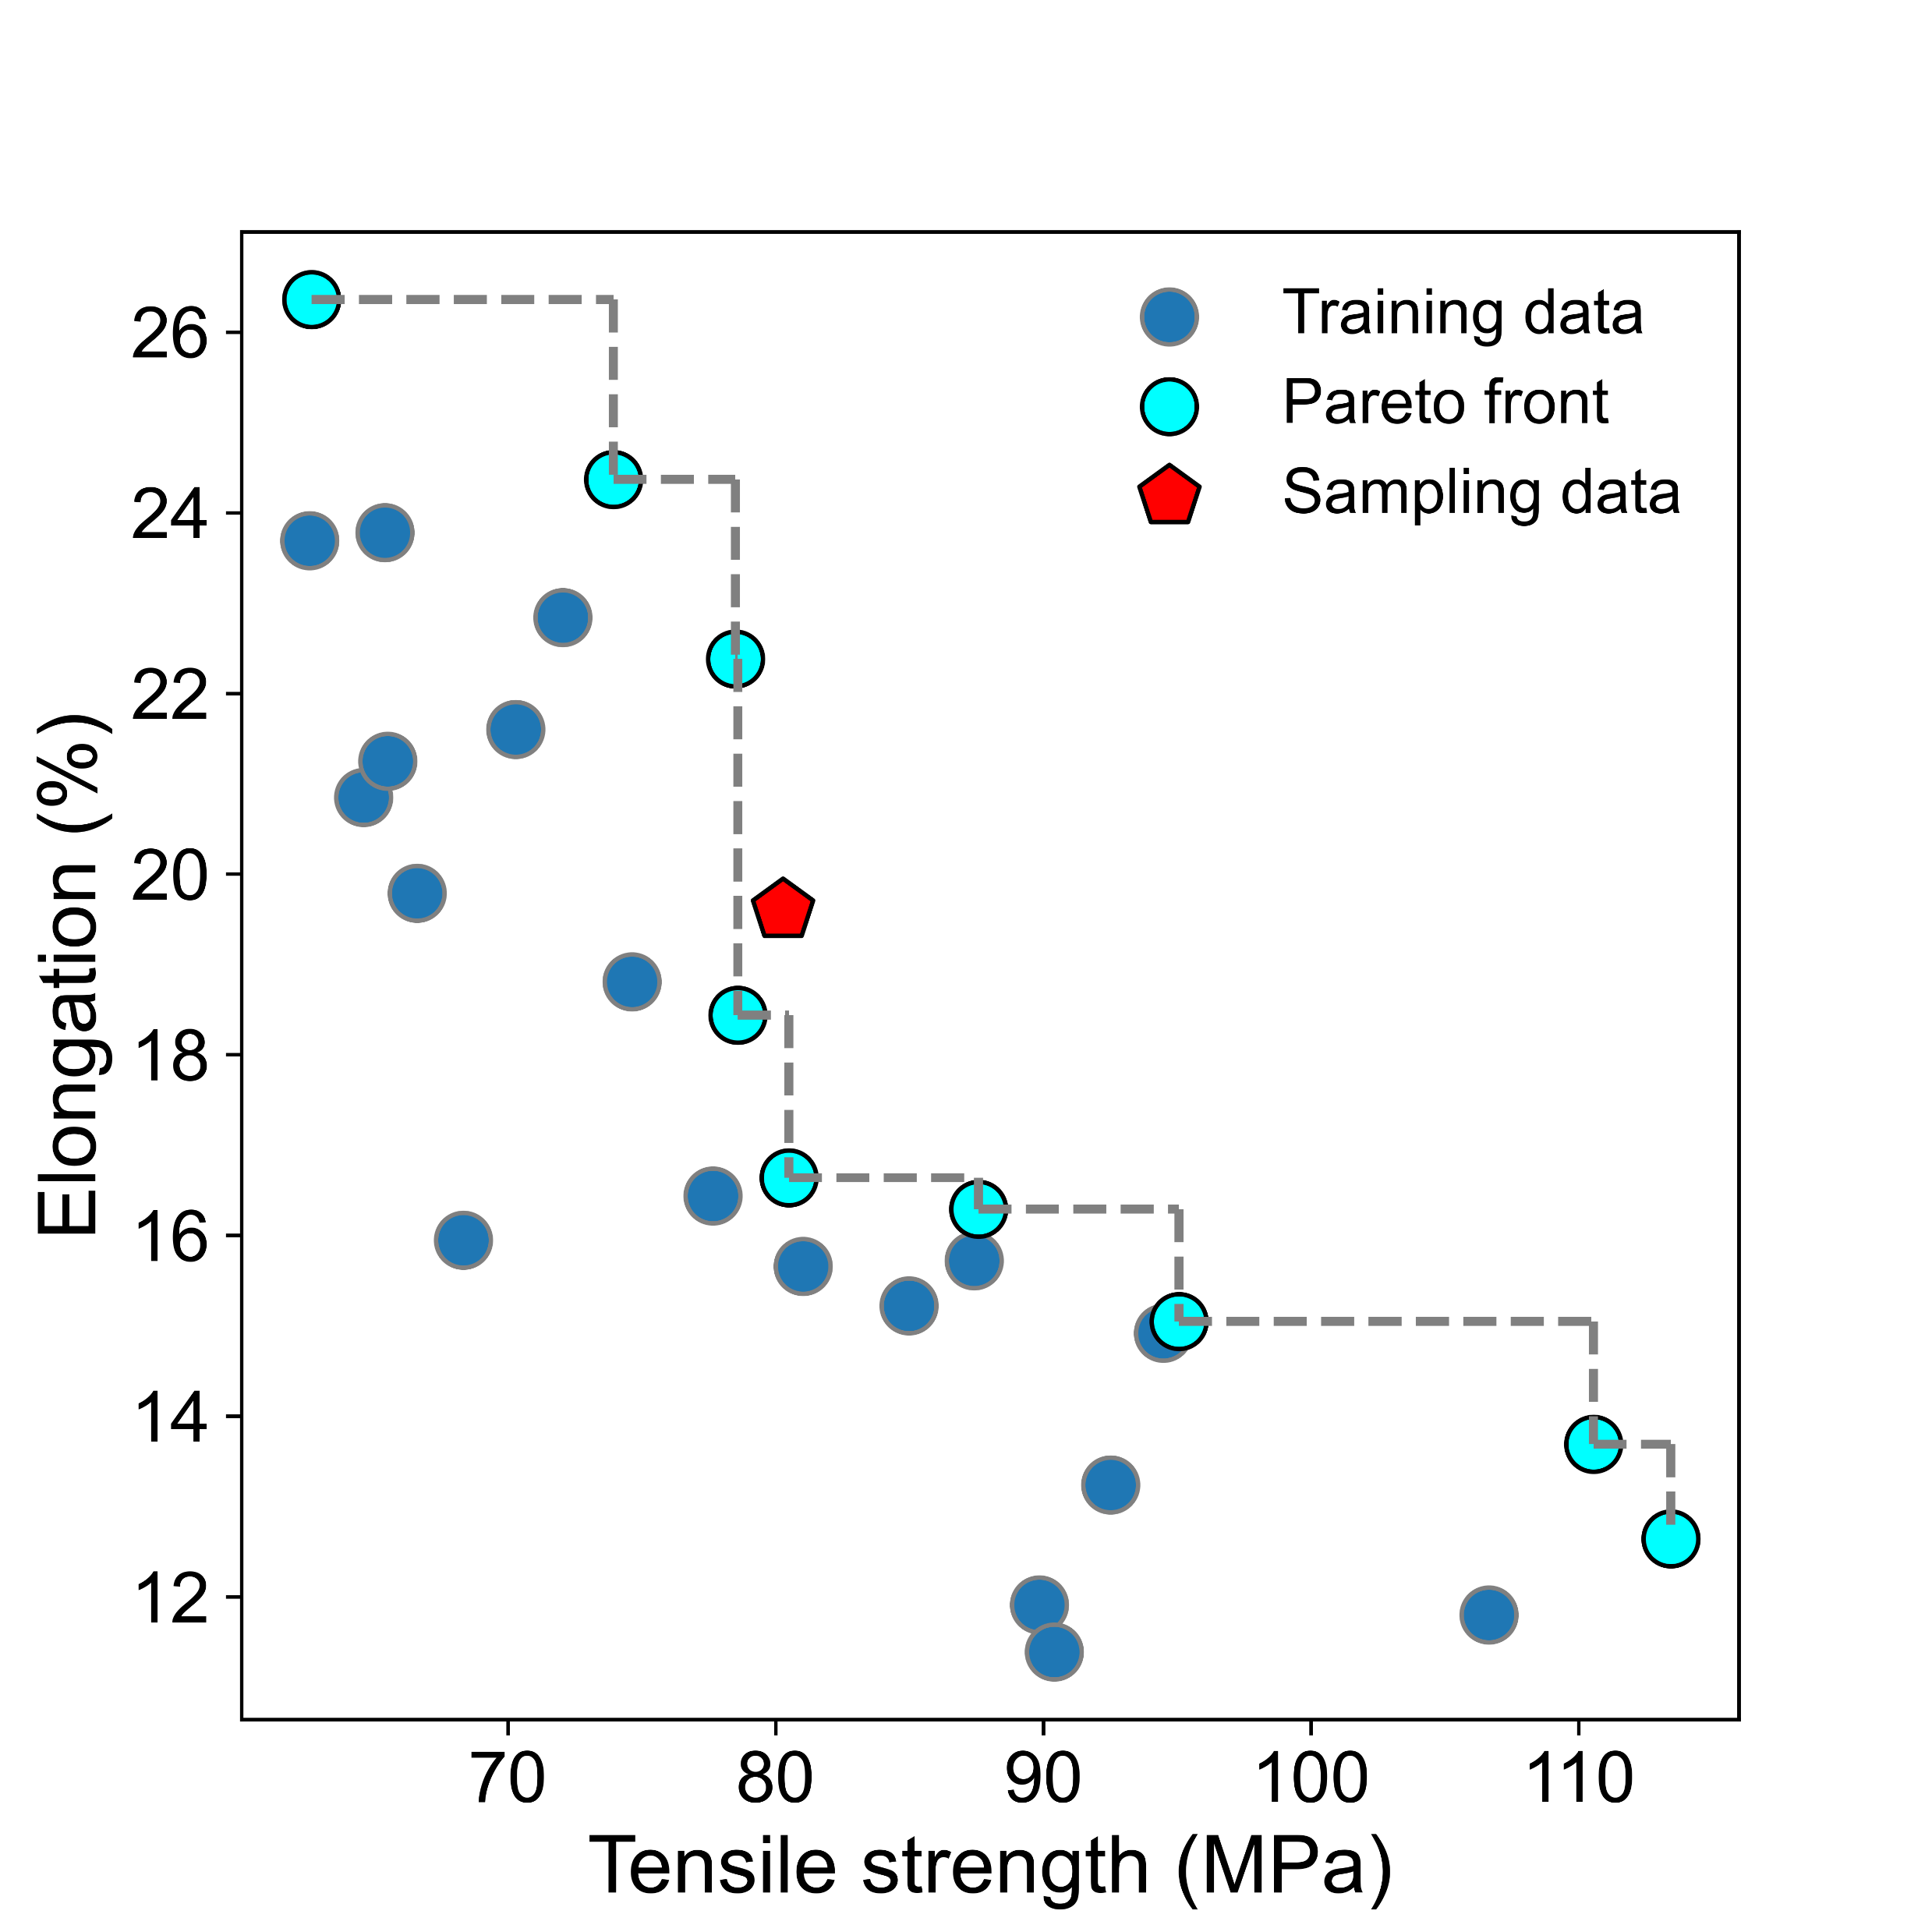 Training data
Pareto front
Sampling data
26
24
22
20
18
16
14
12
Elongation (%)
70 80 90 100 110
Tensile strength (MPa)